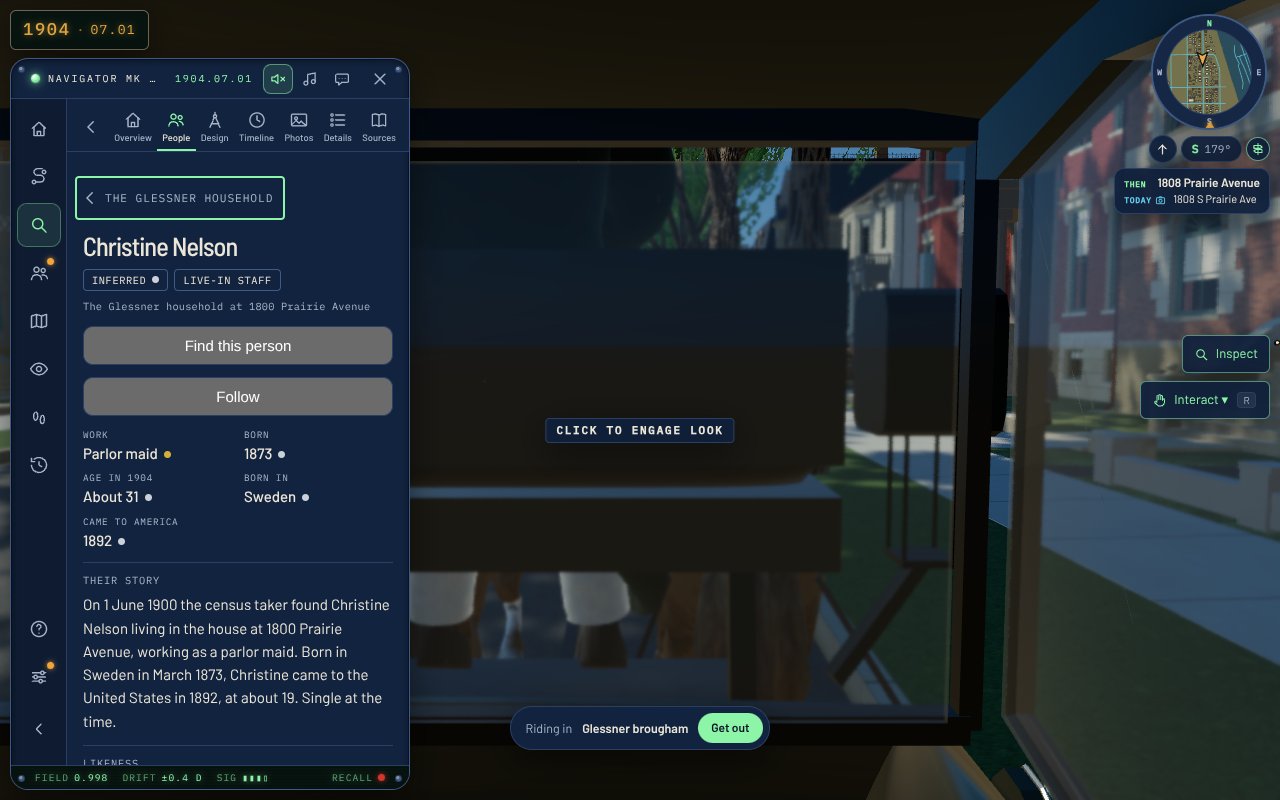 1904 · 07.01
NAVIGATOR MK … 1904.07.01
Overview People Design Timeline Photos Details Sources
THE GLESSNER HOUSEHOLD
Christine Nelson
INFERRED LIVE-IN STAFF
The Glessner household at 1800 Prairie Avenue
Find this person
Follow
WORK BORN
Parlor maid 1873
AGE IN 1904 BORN IN
About 31 Sweden
CAME TO AMERICA
1892
THEIR STORY
On 1 June 1900 the census taker found Christine
Nelson living in the house at 1800 Prairie
Avenue, working as a parlor maid. Born in
Sweden in March 1873, Christine came to the
United States in 1892, at about 19. Single at the
time.
LIKENESS
FIELD 0.998 DRIFT ±0.4 D SIG RECALL
CLICK TO ENGAGE LOOK
Riding in Glessner brougham Get out
N
W E
S
S 179°
THEN 1808 Prairie Avenue
TODAY 1808 S Prairie Ave
Inspect
Interact ▾ R